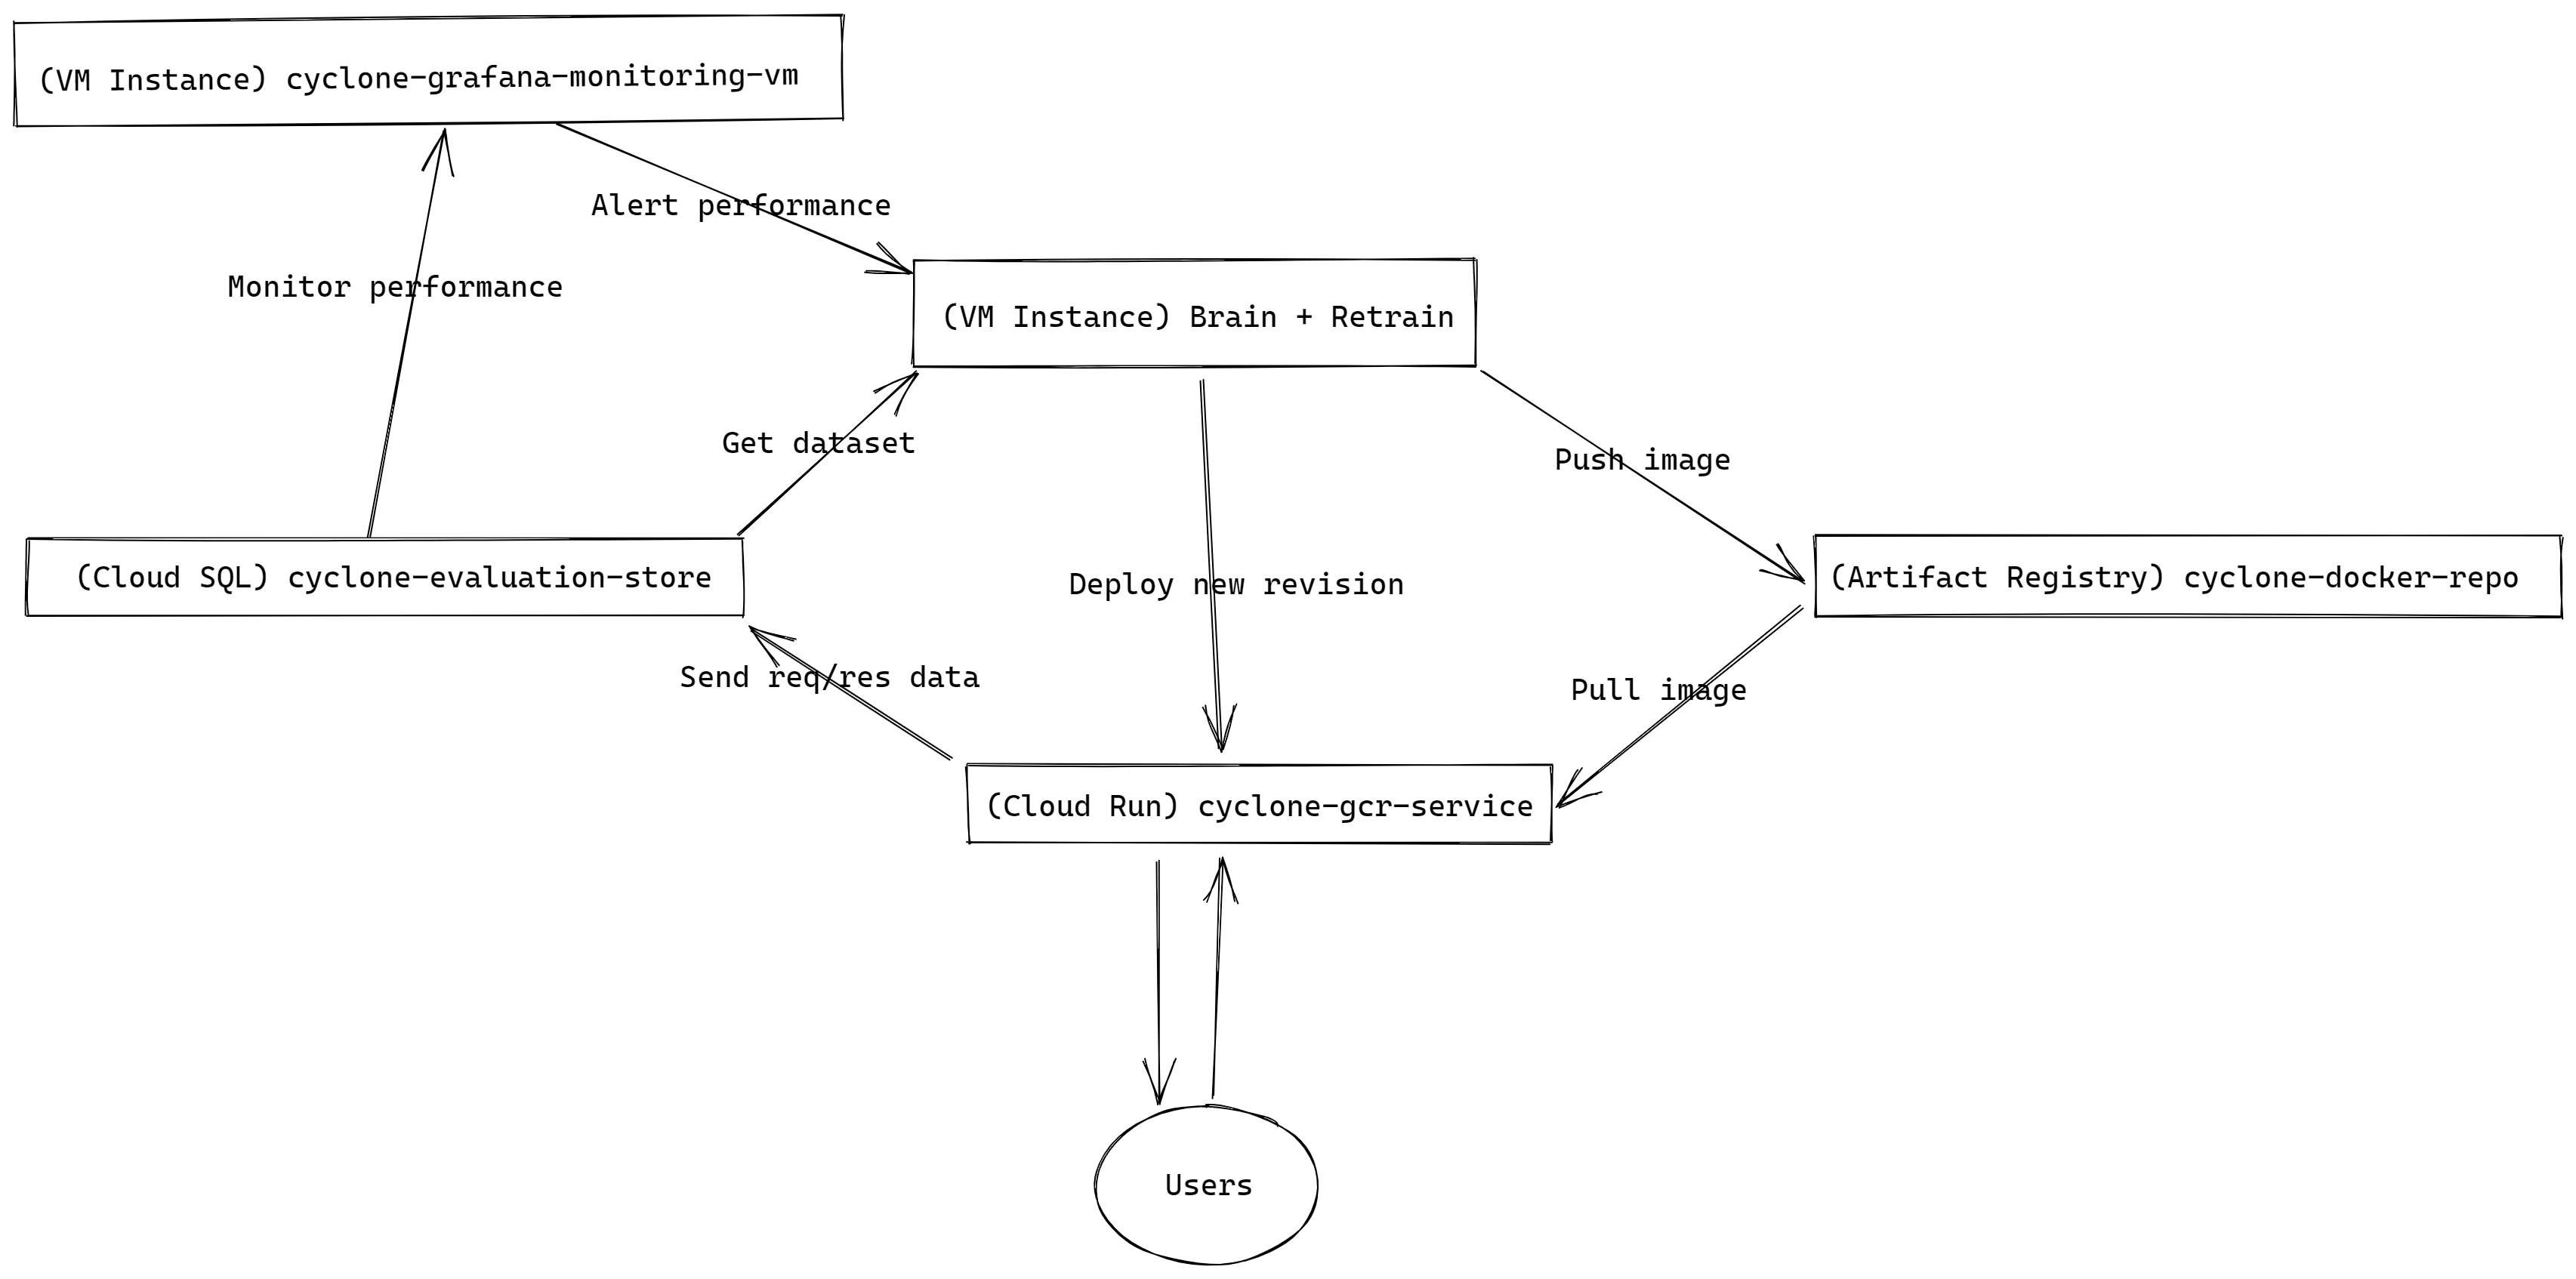 (VM Instance) cyclone-grafana-monitoring-vm
Alert performance
Monitor performance
(VM Instance) Brain + Retrain
Get dataset
Push image
(Cloud SQL) cyclone-evaluation-store
Deploy new revision
(Artifact Registry) cyclone-docker-repo
Send req/res data
Pull image
(Cloud Run) cyclone-gcr-service
Users